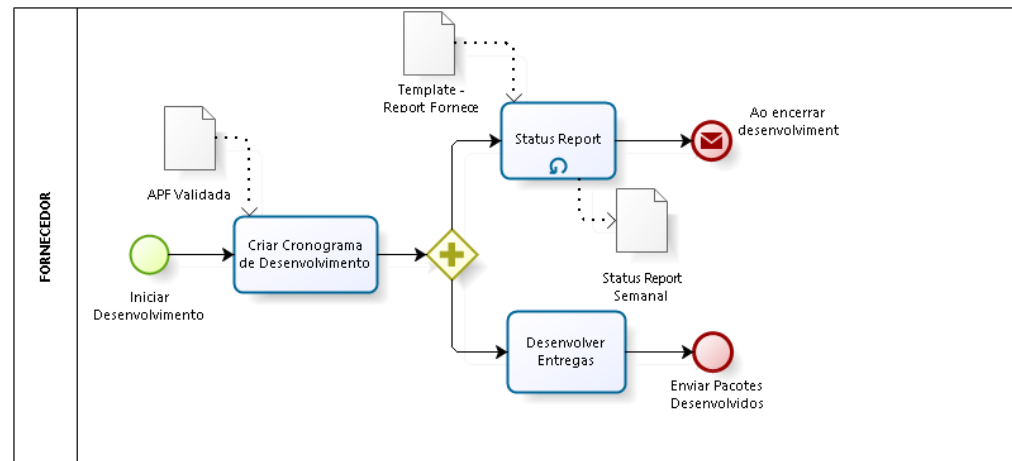 FORNECEDOR
Template -
Report Fornece
Status Report
Ao encerrar
desenvolviment
APF Validada
Criar Cronograma
de Desenvolvimento
Status Report
Semanal
Iniciar
Desenvolvimento
Desenvolver
Entregas
Enviar Pacotes
Desenvolvidos